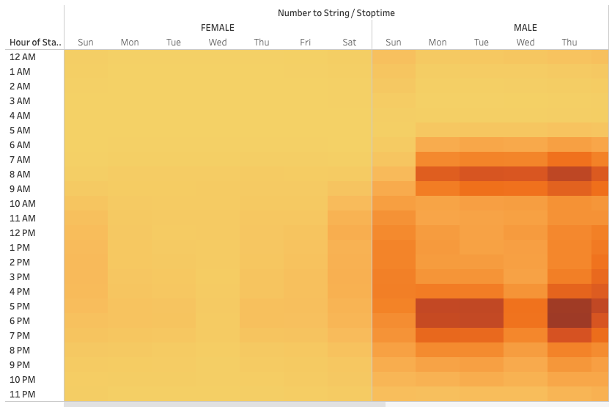 Number to String / Stoptime
FEMALE MALE
Hour of Sta.. Sun Mon Tue Wed Thu Fri Sat Sun Mon Tue Wed Thu
12 AM
1 AM
2 AM
3 AM
4 AM
5 AM
6 AM
7 AM
8 AM
9 AM
10 AM
11 AM
12 PM
1 PM
2 PM
3 PM
4 PM
5 PM
6 PM
7 PM
8 PM
9 PM
10 PM
11 PM